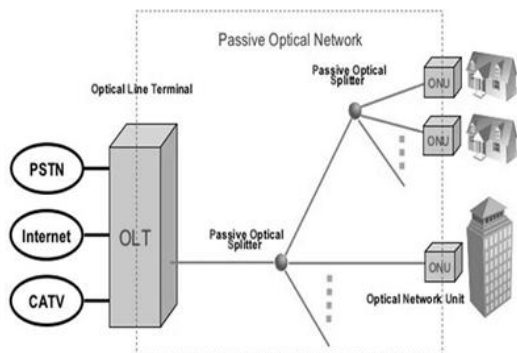 Passive Optical Network
Passive Optical
Splitter
ONU
Optical Line Terminal
ONU
PSTN
Internet
OLT
Passive Optical
Splitter
ONU
CATV
Optical Network Unit